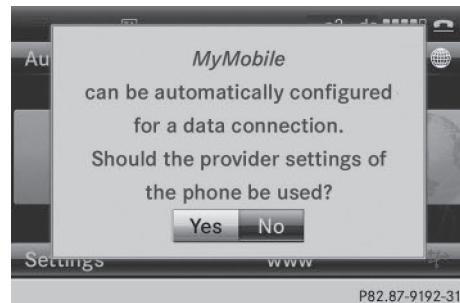 Au
MyMobile
can be automatically configured
for a data connection.
Should the provider settings of
the phone be used?
Yes No
Settings www
P82.87-9192-31